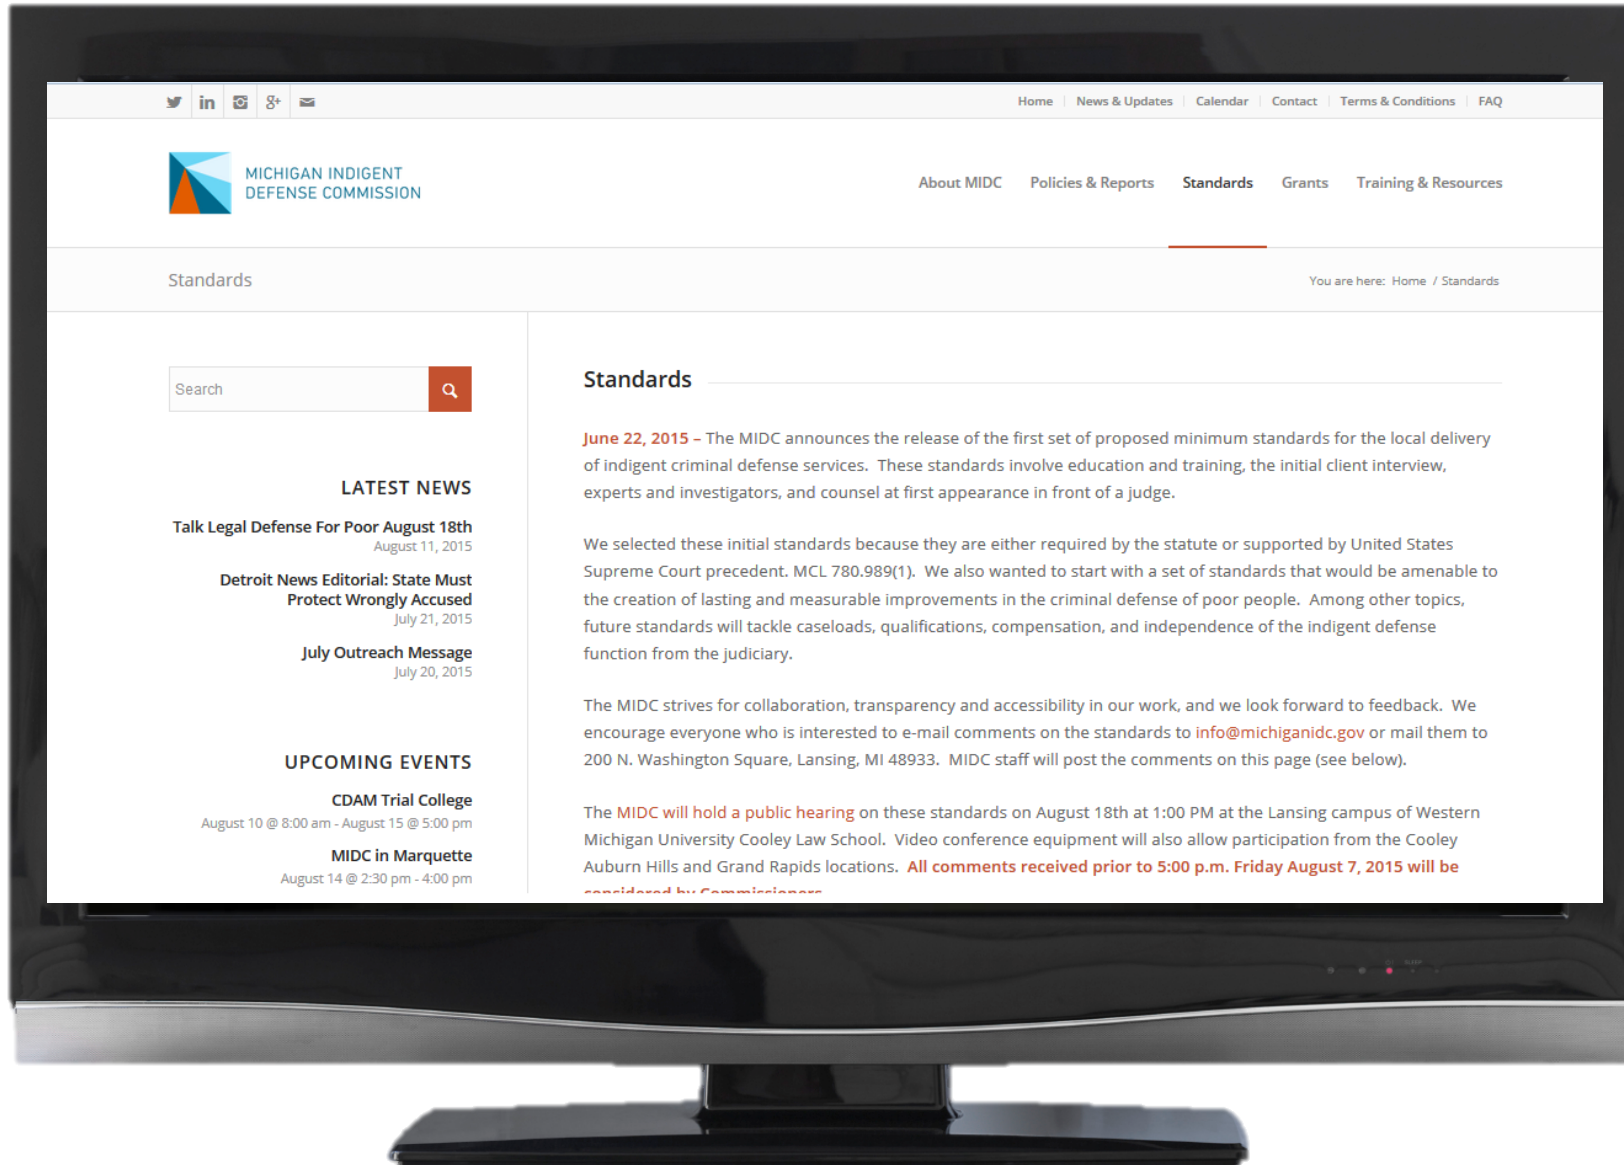 Home News & Updates Calendar Contact Terms & Conditions FAQ
MICHIGAN INDIGENT
DEFENSE COMMISSION
About MIDC Policies & Reports Standards Grants Training & Resources
Standards
You are here: Home / Standards
Search
LATEST NEWS
Talk Legal Defense For Poor August 18th
August 11, 2015
Detroit News Editorial: State Must
Protect Wrongly Accused
July 21, 2015
July Outreach Message
July 20, 2015
UPCOMING EVENTS
CDAM Trial College
August 10 @ 8:00 am - August 15 @ 5:00 pm
MIDC in Marquette
August 14 @ 2:30 pm - 4:00 pm
Standards
June 22, 2015 – The MIDC announces the release of the first set of proposed minimum standards for the local delivery
of indigent criminal defense services. These standards involve education and training, the initial client interview,
experts and investigators, and counsel at first appearance in front of a judge.
We selected these initial standards because they are either required by the statute or supported by United States
Supreme Court precedent. MCL 780.989(1). We also wanted to start with a set of standards that would be amenable to
the creation of lasting and measurable improvements in the criminal defense of poor people. Among other topics,
future standards will tackle caseloads, qualifications, compensation, and independence of the indigent defense
function from the judiciary.
The MIDC strives for collaboration, transparency and accessibility in our work, and we look forward to feedback. We
encourage everyone who is interested to e-mail comments on the standards to info@michiganidc.gov or mail them to
200 N. Washington Square, Lansing, MI 48933. MIDC staff will post the comments on this page (see below).
The MIDC will hold a public hearing on these standards on August 18th at 1:00 PM at the Lansing campus of Western
Michigan University Cooley Law School. Video conference equipment will also allow participation from the Cooley
Auburn Hills and Grand Rapids locations. All comments received prior to 5:00 p.m. Friday August 7, 2015 will be
considered by Commissioners